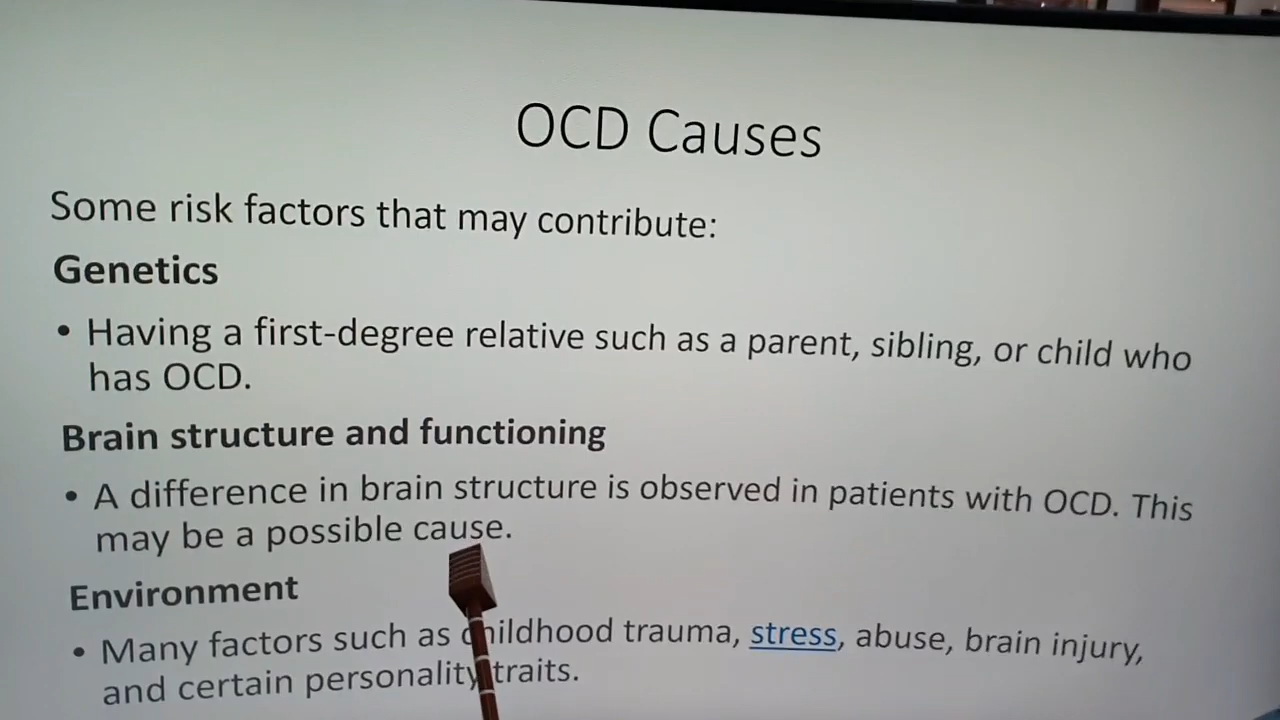 OCD Causes
Some risk factors that may contribute:
Genetics
• Having a first-degree relative such as a parent, sibling, or child who
has OCD.
Brain structure and functioning
• A difference in brain structure is observed in patients with OCD. This
may be a possible cause.
Environment
• Many factors such as childhood trauma, stress, abuse, brain injury,
and certain personality traits.